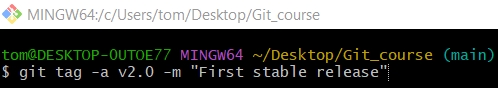 MINGW64:/c/Users/tom/Desktop/Git_course
tom@DESKTOP-OUTOE77 MINGW64 ~/Desktop/Git_course (main)
$ git tag -a v2.0 -m "First stable release"